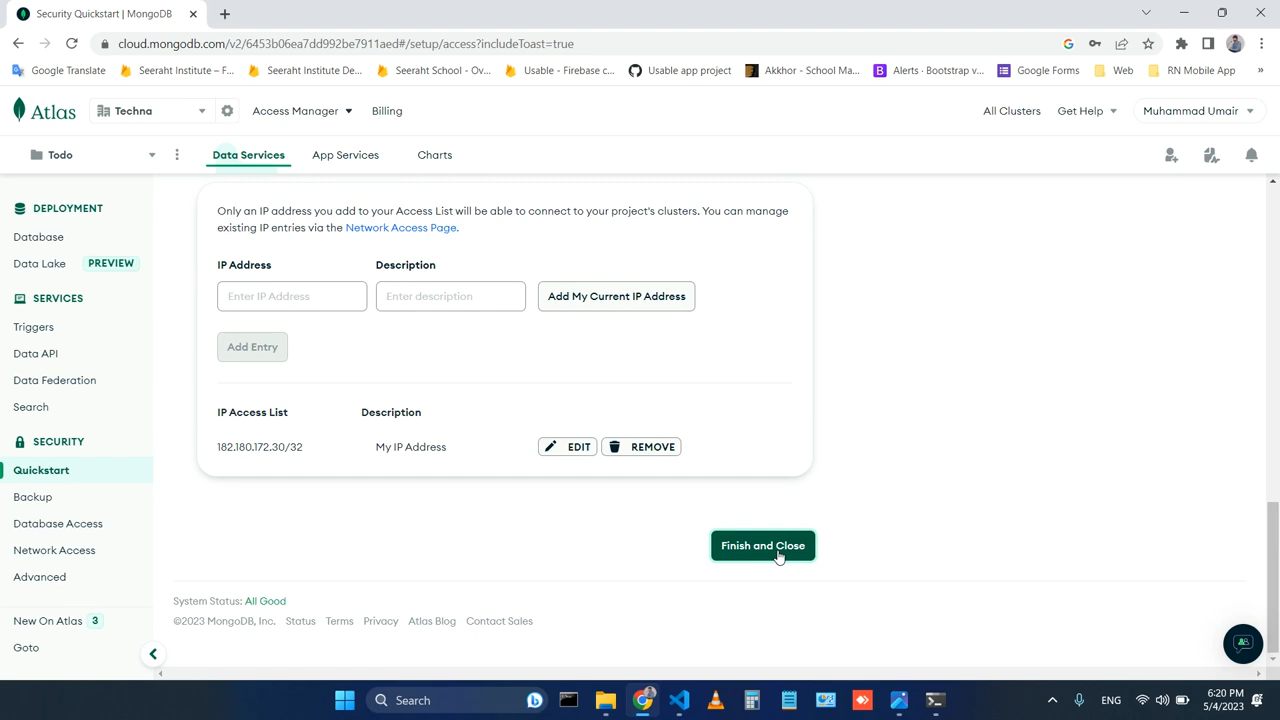 Security Quickstart | MongoDB
cloud.mongodb.com/v2/6453b06ea7dd992be7911aed#/setup/access?includeToast=true
Google Translate
Seeraht Institute – F...
Seeraht Institute De...
Seeraht School - Ov...
Usable - Firebase c...
Usable app project
Akkhor - School Ma...
Alerts · Bootstrap v...
Google Forms
Web
RN Mobile App
»
Atlas
Techna
Access Manager
Billing
All Clusters
Get Help
Muhammad Umair
Todo
Data Services
App Services
Charts
DEPLOYMENT
Database
Data Lake PREVIEW
SERVICES
Triggers
Data API
Data Federation
Search
SECURITY
Quickstart
Backup
Database Access
Network Access
Advanced
New On Atlas 3
Goto
Only an IP address you add to your Access List will be able to connect to your project's clusters. You can manage
existing IP entries via the Network Access Page.
IP Address
Description
Enter IP Address
Enter description
Add My Current IP Address
Add Entry
IP Access List
Description
182.180.172.30/32
My IP Address
EDIT
REMOVE
Finish and Close
System Status: All Good
©2023 MongoDB, Inc. Status Terms Privacy Atlas Blog Contact Sales
Search
ENG
6:20 PM
5/4/2023